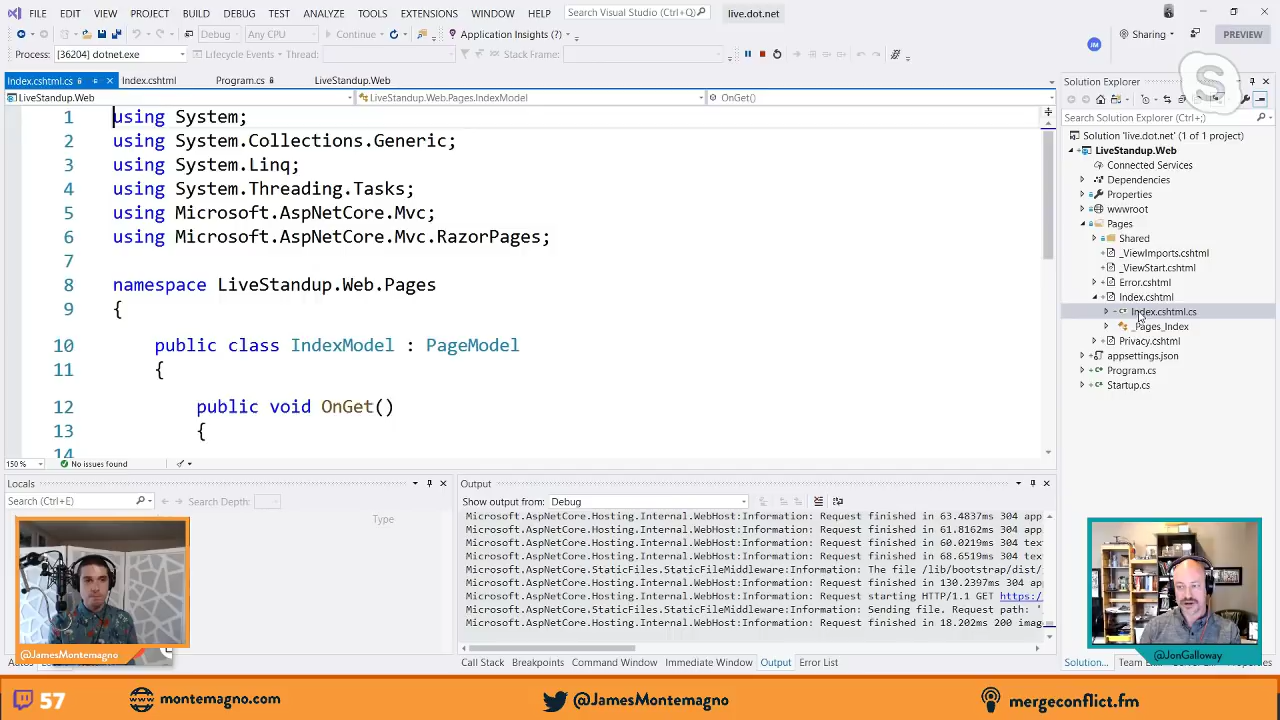 FILE EDIT VIEW PROJECT BUILD DEBUG TEST ANALYZE TOOLS EXTENSIONS WINDOW HELP Search Visual Studio (Ctrl+Q) live.dot.net
Debug Any CPU Continue Application Insights (?) Sharing PREVIEW
Process: [36204] dotnet.exe Lifecycle Events Thread: Stack Frame:
Index.cshtml.cs Index.cshtml Program.cs LiveStandup.Web
LiveStandup.Web LiveStandup.Web.Pages.IndexModel OnGet()
1 using System;
2 using System.Collections.Generic;
3 using System.Linq;
4 using System.Threading.Tasks;
5 using Microsoft.AspNetCore.Mvc;
6 using Microsoft.AspNetCore.Mvc.RazorPages;
7
8 namespace LiveStandup.Web.Pages
9 {
10 public class IndexModel : PageModel
11 {
12 public void OnGet()
13 {
14
150 % No issues found
Solution Explorer
Search Solution Explorer (Ctrl+;)
Solution 'live.dot.net' (1 of 1 project)
LiveStandup.Web
Connected Services
Dependencies
Properties
wwwroot
Pages
Shared
_ViewImports.cshtml
_ViewStart.cshtml
Error.cshtml
Index.cshtml
Index.cshtml.cs
_Pages_Index
Privacy.cshtml
appsettings.json
Program.cs
Startup.cs
Locals
Search (Ctrl+E) Search Depth:
Type
Output
Show output from: Debug
Microsoft.AspNetCore.Hosting.Internal.WebHost:Information: Request finished in 63.4837ms 304 app
Microsoft.AspNetCore.Hosting.Internal.WebHost:Information: Request finished in 61.8162ms 304 app
Microsoft.AspNetCore.Hosting.Internal.WebHost:Information: Request finished in 60.0219ms 304 tex
Microsoft.AspNetCore.Hosting.Internal.WebHost:Information: Request finished in 68.6519ms 304 tex
Microsoft.AspNetCore.StaticFiles.StaticFileMiddleware:Information: The file /lib/bootstrap/dist/
Microsoft.AspNetCore.Hosting.Internal.WebHost:Information: Request finished in 130.2397ms 304
Microsoft.AspNetCore.Hosting.Internal.WebHost:Information: Request starting HTTP/1.1 GET https:/
Microsoft.AspNetCore.StaticFiles.StaticFileMiddleware:Information: Sending file. Request path: '
Microsoft.AspNetCore.Hosting.Internal.WebHost:Information: Request finished in 18.202ms 200 imag
Call Stack Breakpoints Command Window Immediate Window Output Error List
Solution...
@JamesMontemagno
@JonGalloway
57 montemagno.com @JamesMontemagno mergeconflict.fm